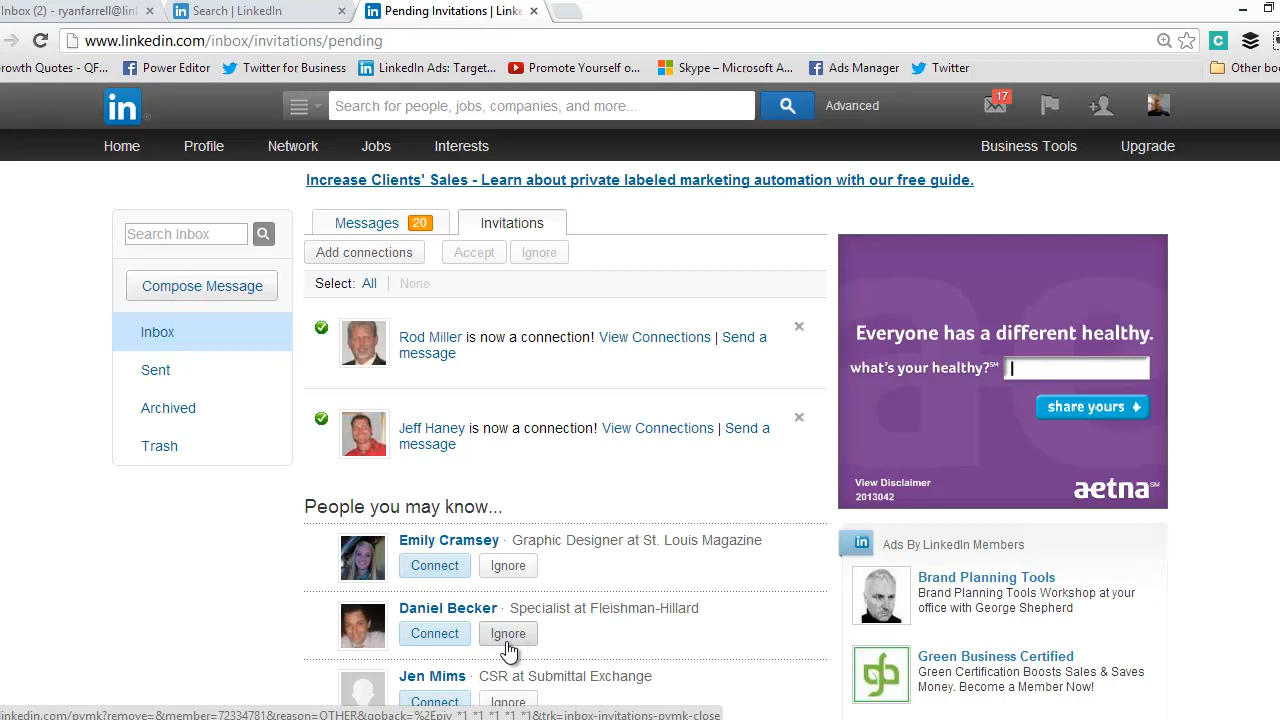 Inbox (2) - ryanfarrell@lin
Search | LinkedIn
Pending Invitations | Linke
www.linkedin.com/inbox/invitations/pending
rowth Quotes - QF...
Power Editor
Twitter for Business
LinkedIn Ads: Target...
Promote Yourself o...
Skype – Microsoft A...
Ads Manager
Twitter
Other boo
in
Search for people, jobs, companies, and more...
Advanced
17
Home
Profile
Network
Jobs
Interests
Business Tools
Upgrade
Increase Clients' Sales - Learn about private labeled marketing automation with our free guide.
Search Inbox
Compose Message
Inbox
Sent
Archived
Trash
Messages 20
Invitations
Add connections
Accept
Ignore
Select: All
None
Rod Miller is now a connection! View Connections | Send a
message
Jeff Haney is now a connection! View Connections | Send a
message
People you may know...
Emily Cramsey · Graphic Designer at St. Louis Magazine
Connect
Ignore
Daniel Becker · Specialist at Fleishman-Hillard
Connect
Ignore
Jen Mims · CSR at Submittal Exchange
Connect
Ignore
Everyone has a different healthy.
what's your healthy?℠
share yours
View Disclaimer
2013042
aetna℠
in
Ads By LinkedIn Members
Brand Planning Tools
Brand Planning Tools Workshop at your
office with George Shepherd
gb
Green Business Certified
Green Certification Boosts Sales & Saves
Money. Become a Member Now!